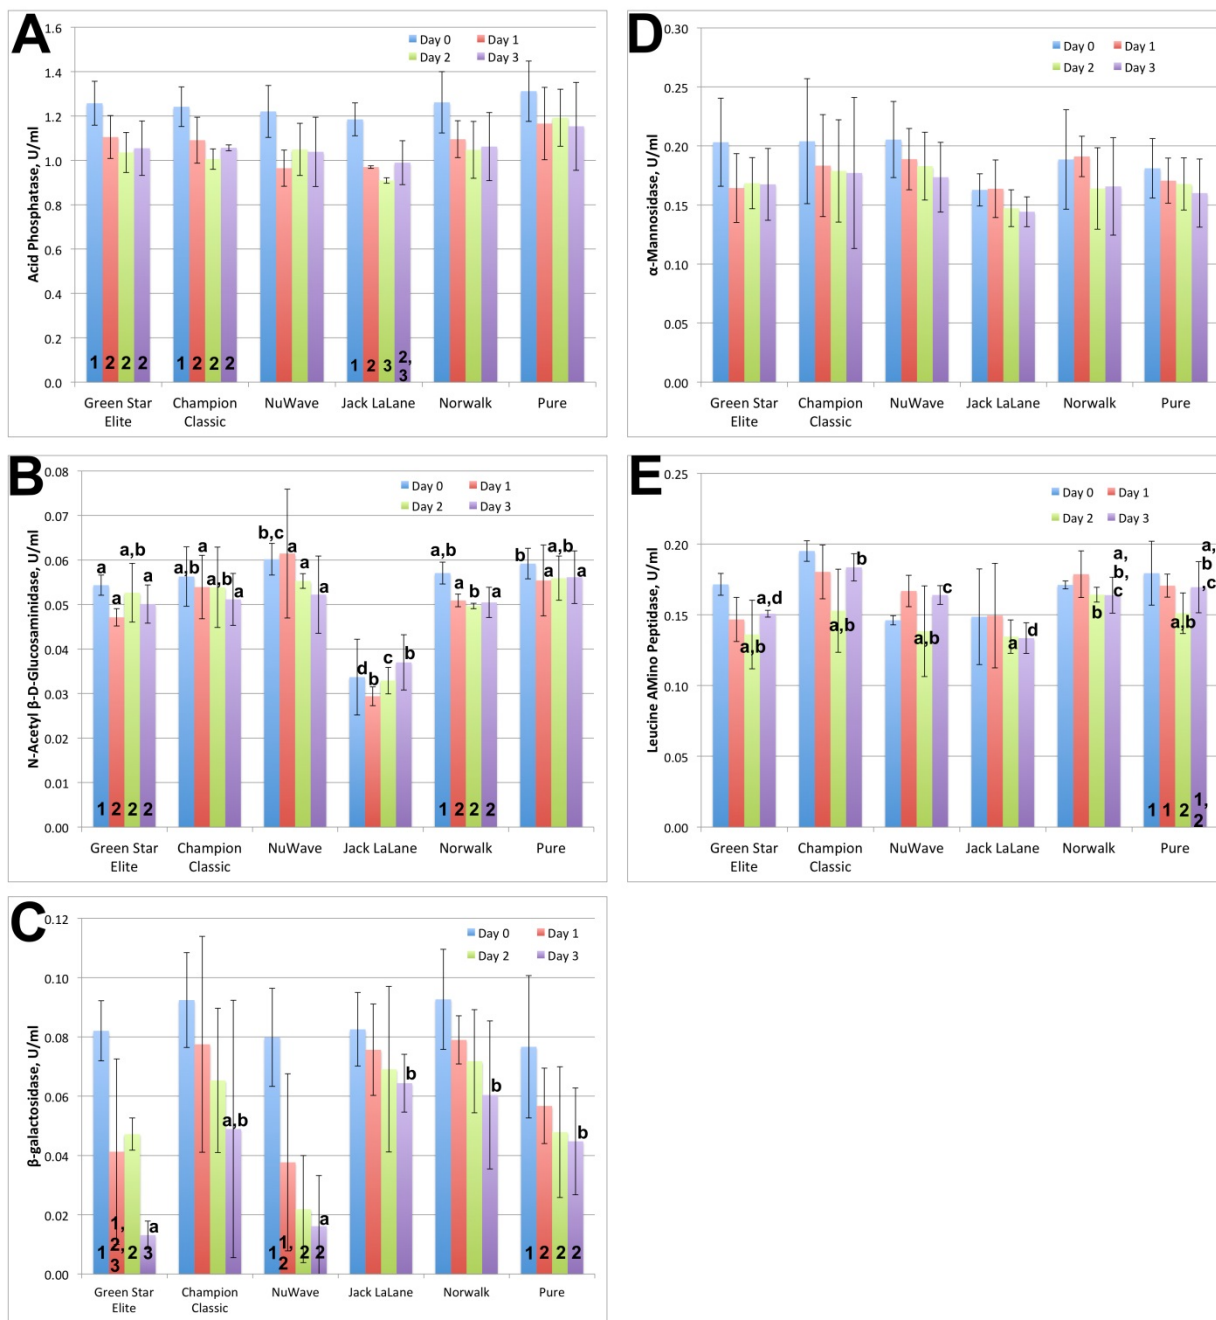 A
Acid Phosphatase, U/ml
Day 0 Day 1
Day 2 Day 3
1.6
1.4
1.2
1.0
0.8
0.6
0.4
0.2
0.0
1 2 2 2
1 2 2 2
1 2 3 2,
3
Green Star
Elite
Champion
Classic
NuWave
Jack LaLane
Norwalk
Pure
D
α-Mannosidase, U/ml
Day 0 Day 1
Day 2 Day 3
0.30
0.25
0.20
0.15
0.10
0.05
0.00
Green Star
Elite
Champion
Classic
NuWave
Jack LaLane
Norwalk
Pure
B
N-Acetyl β-D-Glucosaminidase, U/ml
Day 0 Day 1
Day 2 Day 3
0.08
0.07
0.06
0.05
0.04
0.03
0.02
0.01
0.00
a a a,b a
a,b a a,b a
b,c a a a
d b c b
a,b a b a
b a a,b a
1 2 2 2
1 2 2 2
Green Star
Elite
Champion
Classic
NuWave
Jack LaLane
Norwalk
Pure
E
Leucine AMino Peptidase, U/ml
Day 0 Day 1
Day 2 Day 3
0.25
0.20
0.15
0.10
0.05
0.00
a,b a,d
a,b b
a,b c
a d
b a,
b,
c
a,b a,
b
,c
1 1 2 1,
2
Green Star
Elite
Champion
Classic
NuWave
Jack LaLane
Norwalk
Pure
C
β-galactosidase, U/ml
Day 0 Day 1
Day 2 Day 3
0.12
0.10
0.08
0.06
0.04
0.02
0.00
a
a,b
a
b
b
b
1 1,
2,
3 2 3
1 1,
2 2 2
1 2 2 2
Green Star
Elite
Champion
Classic
NuWave
Jack LaLane
Norwalk
Pure